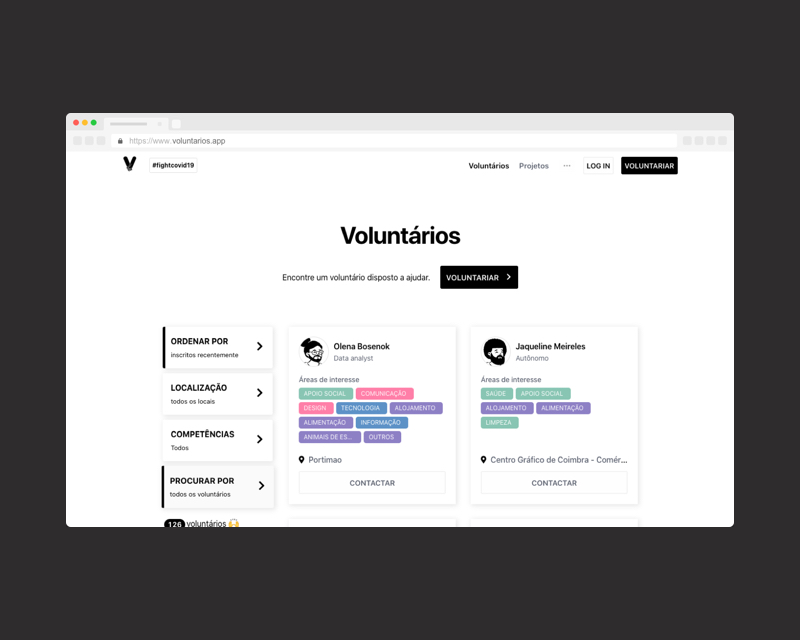 https://www.voluntarios.app
#fightcovid19
Voluntários Projetos ··· LOG IN VOLUNTARIAR
Voluntários
Encontre um voluntário disposto a ajudar. VOLUNTARIAR
ORDENAR POR
inscritos recentemente
LOCALIZAÇÃO
todos os locais
COMPETÊNCIAS
Todos
PROCURAR POR
todos os voluntários
126 voluntários
Olena Bosenok
Data analyst
Áreas de interesse
APOIO SOCIAL COMUNICAÇÃO
DESIGN TECNOLOGIA ALOJAMENTO
ALIMENTAÇÃO INFORMAÇÃO
ANIMAIS DE ES... OUTROS
Portimao
CONTACTAR
Jaqueline Meireles
Autônomo
Áreas de interesse
SAÚDE APOIO SOCIAL
ALOJAMENTO ALIMENTAÇÃO
LIMPEZA
Centro Gráfico de Coimbra - Comér...
CONTACTAR